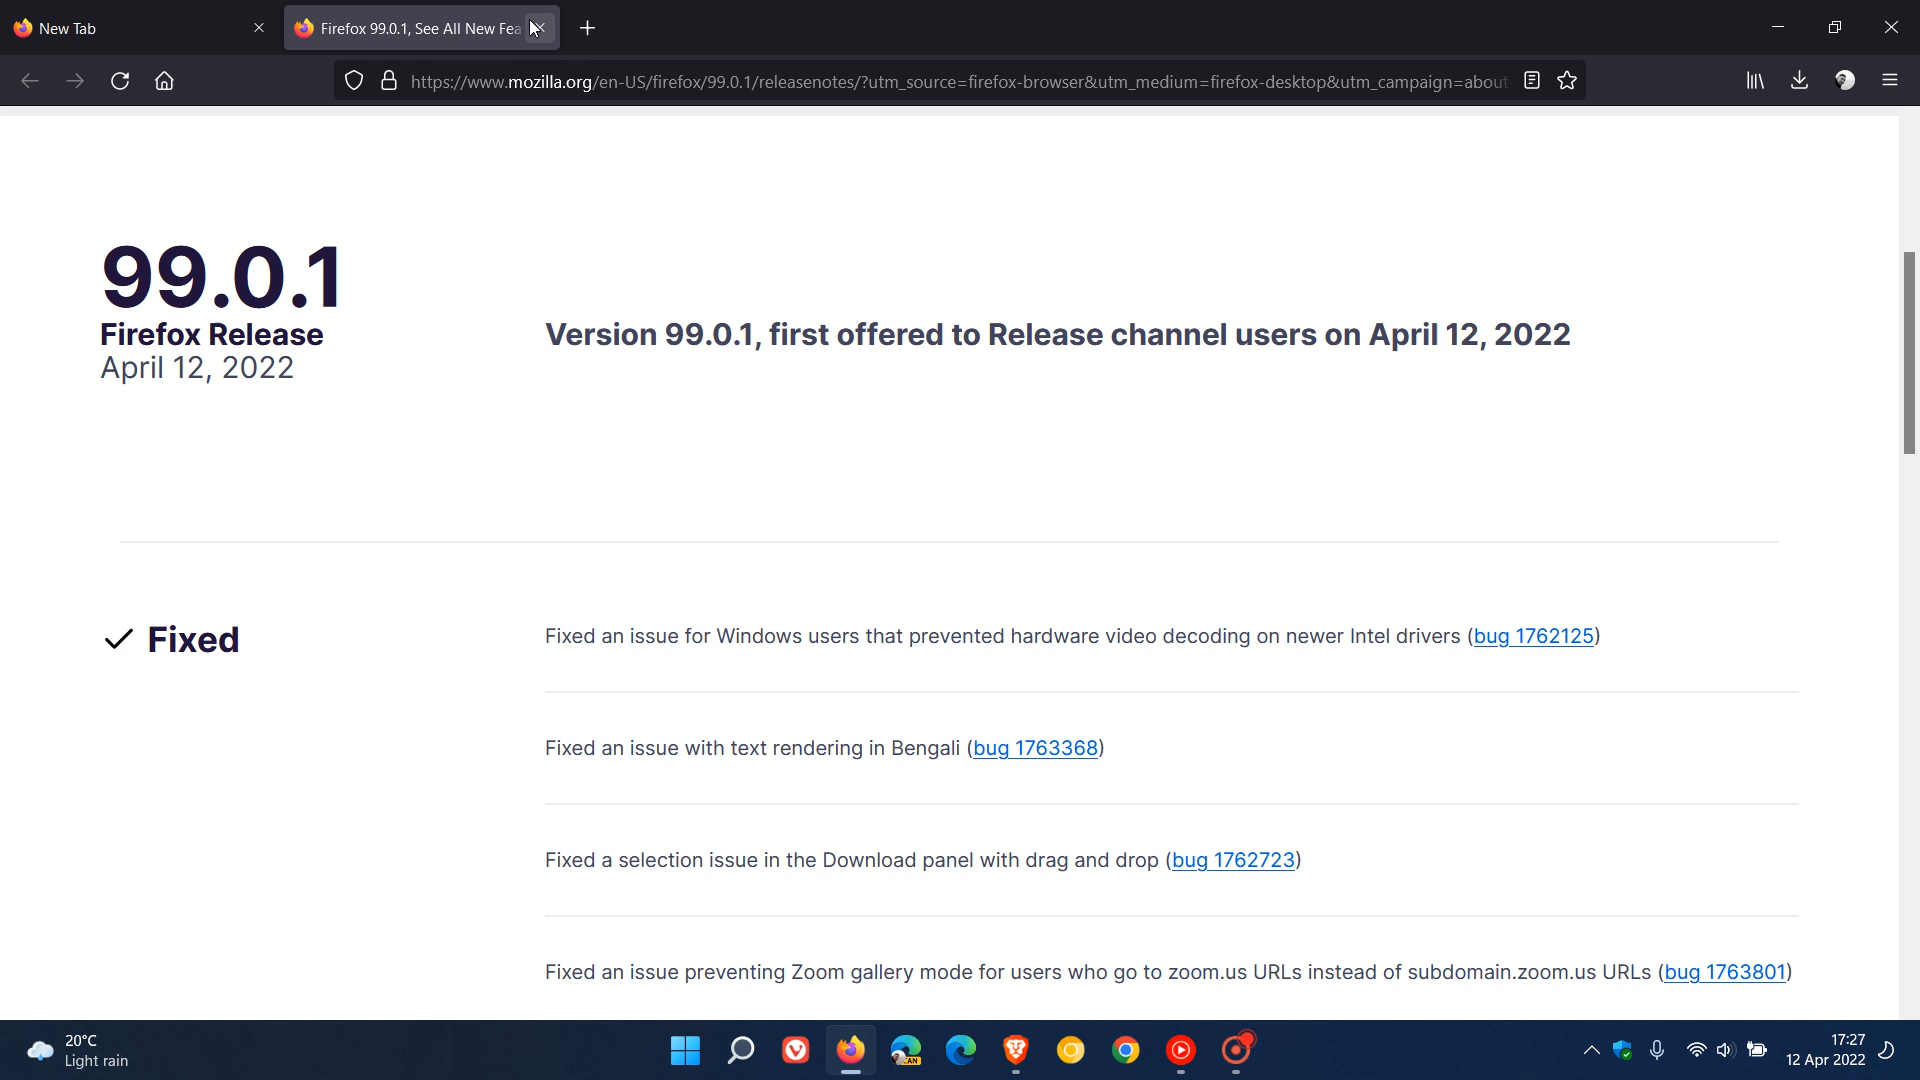 New Tab
Firefox 99.0.1, See All New Fea
https://www.mozilla.org/en-US/firefox/99.0.1/releasenotes/?utm_source=firefox-browser&utm_medium=firefox-desktop&utm_campaign=about
99.0.1
Firefox Release
April 12, 2022
Version 99.0.1, first offered to Release channel users on April 12, 2022
Fixed
Fixed an issue for Windows users that prevented hardware video decoding on newer Intel drivers (bug 1762125)
Fixed an issue with text rendering in Bengali (bug 1763368)
Fixed a selection issue in the Download panel with drag and drop (bug 1762723)
Fixed an issue preventing Zoom gallery mode for users who go to zoom.us URLs instead of subdomain.zoom.us URLs (bug 1763801)
20°C
Light rain
CAN
17:27
12 Apr 2022